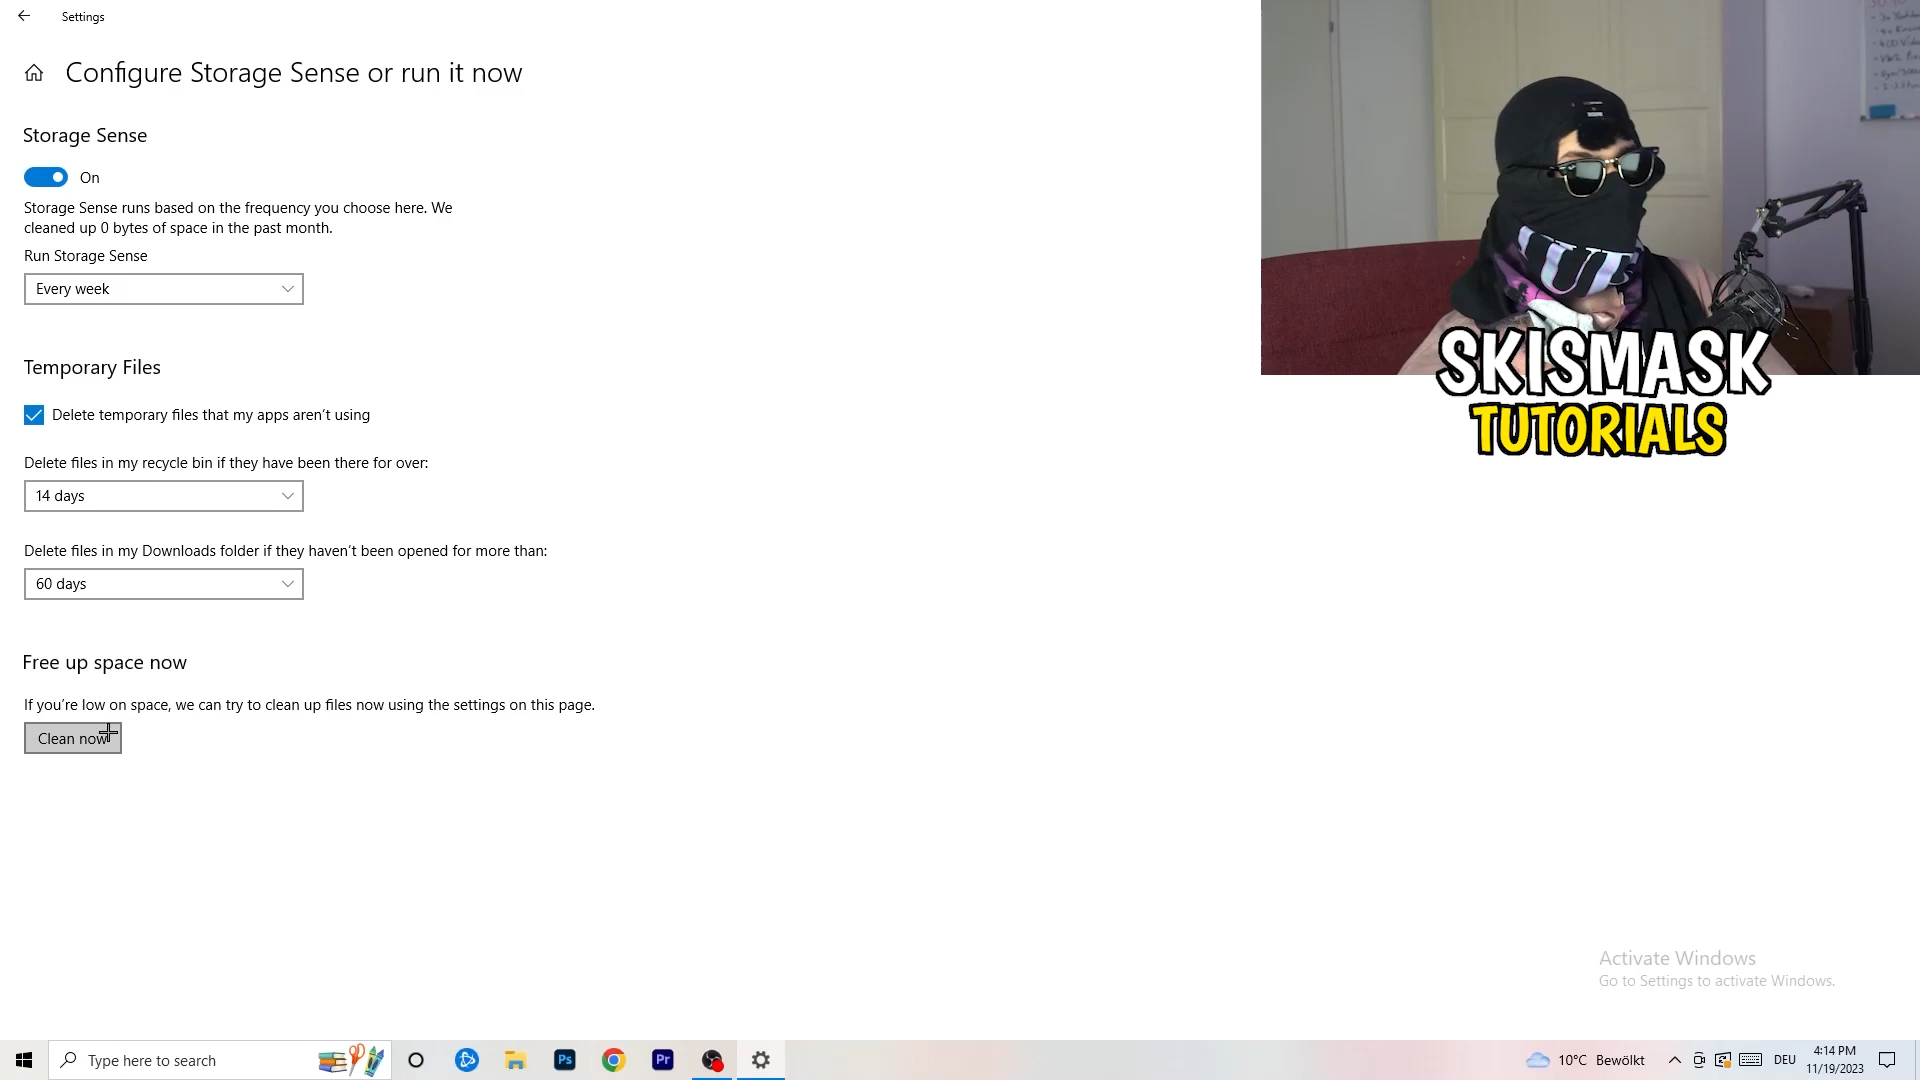 Settings
Configure Storage Sense or run it now
Storage Sense
On
Storage Sense runs based on the frequency you choose here. We
cleaned up 0 bytes of space in the past month.
Run Storage Sense
Every week
Temporary Files
Delete temporary files that my apps aren't using
Delete files in my recycle bin if they have been there for over:
14 days
Delete files in my Downloads folder if they haven't been opened for more than:
60 days
Free up space now
If you're low on space, we can try to clean up files now using the settings on this page.
Clean now
SKISMASK
TUTORIALS
Activate Windows
Go to Settings to activate Windows.
Type here to search
Ps
Pr
10°C Bewölkt
DEU
4:14 PM
11/19/2023